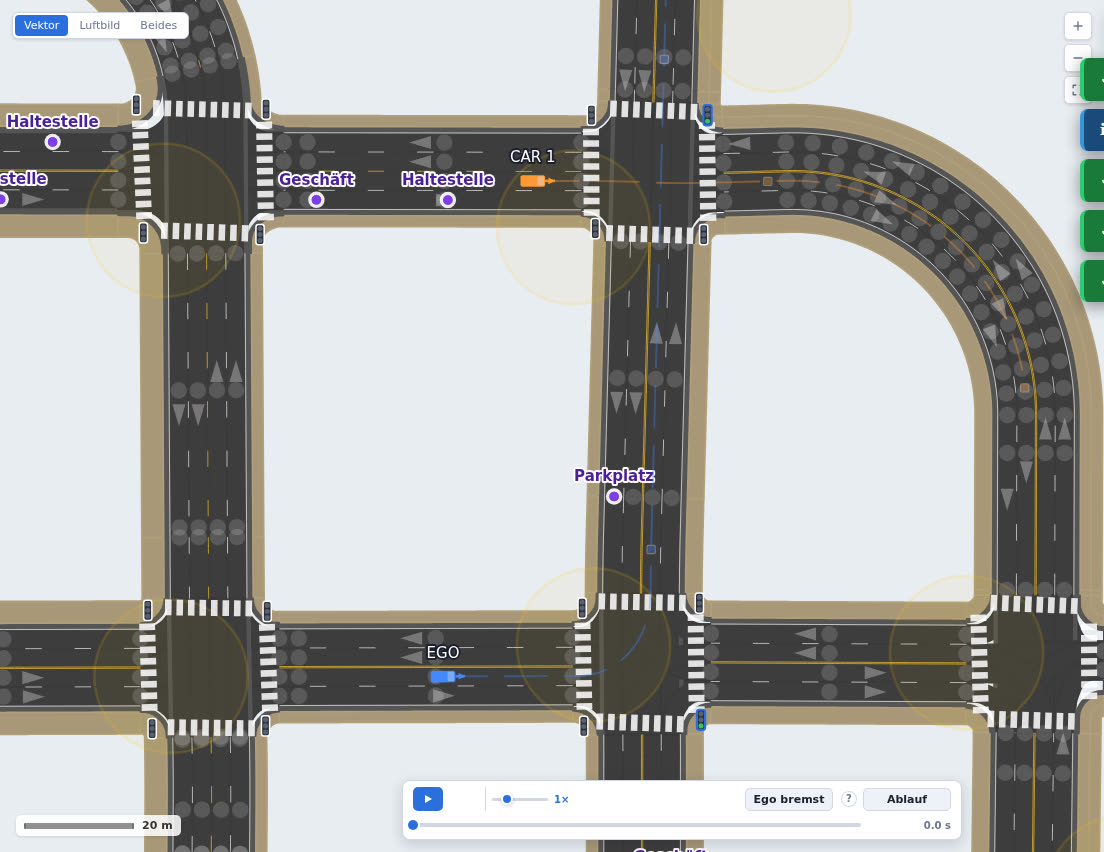 Vektor Luftbild Beides
+
−
Haltestelle
CAR 1
stelle
Geschäft
Haltestelle
Parkplatz
EGO
1×
Ego bremst
?
Ablauf
20 m
0.0 s